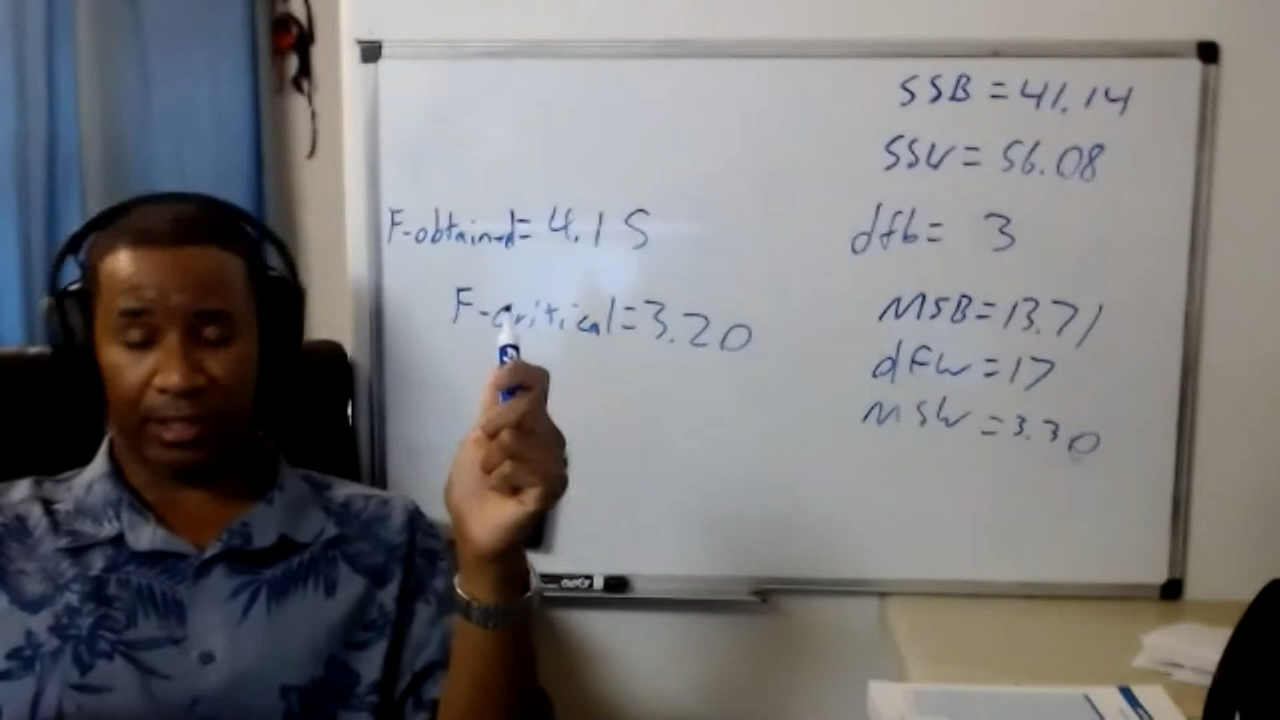 SSB = 41.14
SSW = 56.08
F-obtained = 4.15
dfb = 3
F-critical = 3.20
MSB = 13.71
dfw = 17
MSW = 3.30
EXPO